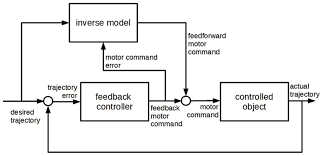 inverse model
feedforward
motor
command
motor command
error
trajectory
error
feedback
controller
feedback
motor
command
motor
command
controlled
object
actual
trajectory
desired
trajectory